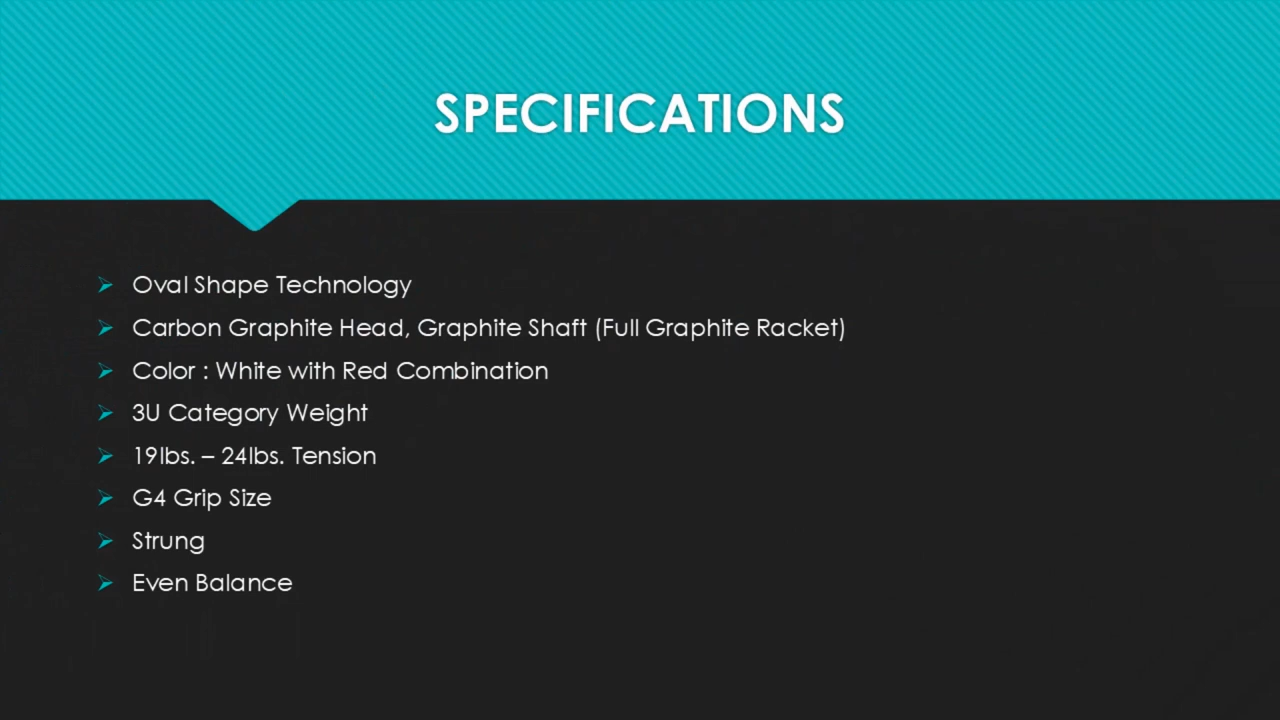 SPECIFICATIONS
Oval Shape Technology
Carbon Graphite Head, Graphite Shaft (Full Graphite Racket)
Color : White with Red Combination
3U Category Weight
19lbs. – 24lbs. Tension
G4 Grip Size
Strung
Even Balance